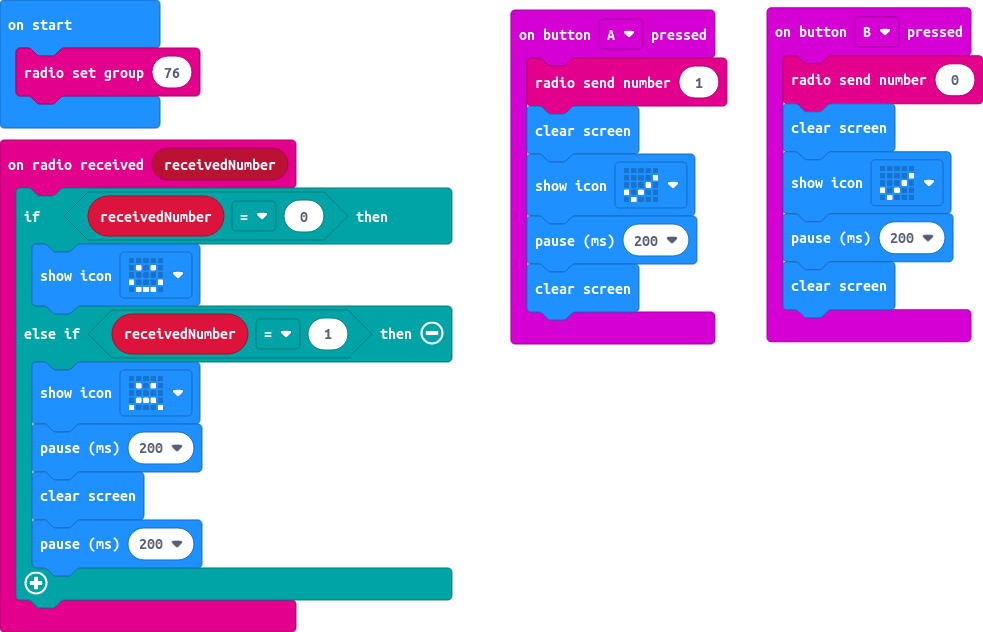 on start
radio set group 76
on radio received receivedNumber
if receivedNumber = 0 then
show icon
else if receivedNumber = 1 then
show icon
pause (ms) 200
clear screen
pause (ms) 200
on button A pressed
radio send number 1
clear screen
show icon
pause (ms) 200
clear screen
on button B pressed
radio send number 0
clear screen
show icon
pause (ms) 200
clear screen